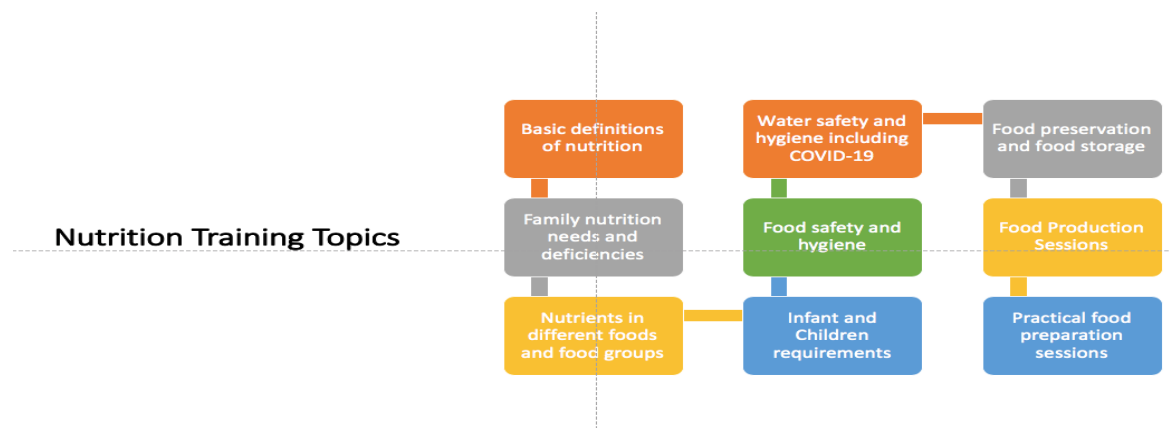 Nutrition Training Topics
Basic definitions
of nutrition
Family nutrition
needs and
deficiencies
Nutrients in
different foods
and food groups
Infant and
Children
requirements
Food safety and
hygiene
Water safety and
hygiene including
COVID-19
Food preservation
and food storage
Food Production
Sessions
Practical food
preparation
sessions